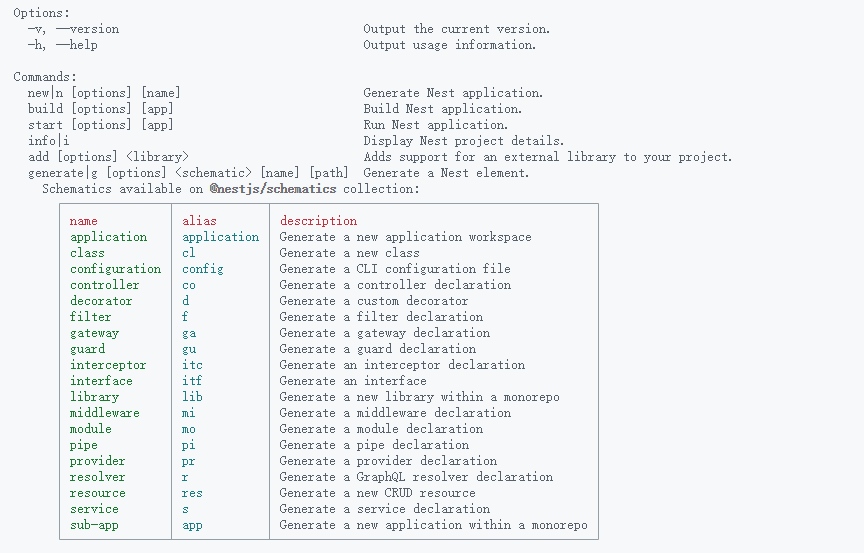 Options:
-v, --version Output the current version.
-h, --help Output usage information.
Commands:
new|n [options] [name] Generate Nest application.
build [options] [app] Build Nest application.
start [options] [app] Run Nest application.
info|i Display Nest project details.
add [options] <library> Adds support for an external library to your project.
generate|g [options] <schematic> [name] [path] Generate a Nest element.
Schematics available on @nestjs/schematics collection:
name alias description
application application Generate a new application workspace
class cl Generate a new class
configuration config Generate a CLI configuration file
controller co Generate a controller declaration
decorator d Generate a custom decorator
filter f Generate a filter declaration
gateway ga Generate a gateway declaration
guard gu Generate a guard declaration
interceptor itc Generate an interceptor declaration
interface itf Generate an interface
library lib Generate a new library within a monorepo
middleware mi Generate a middleware declaration
module mo Generate a module declaration
pipe pi Generate a pipe declaration
provider pr Generate a provider declaration
resolver r Generate a GraphQL resolver declaration
resource res Generate a new CRUD resource
service s Generate a service declaration
sub-app app Generate a new application within a monorepo